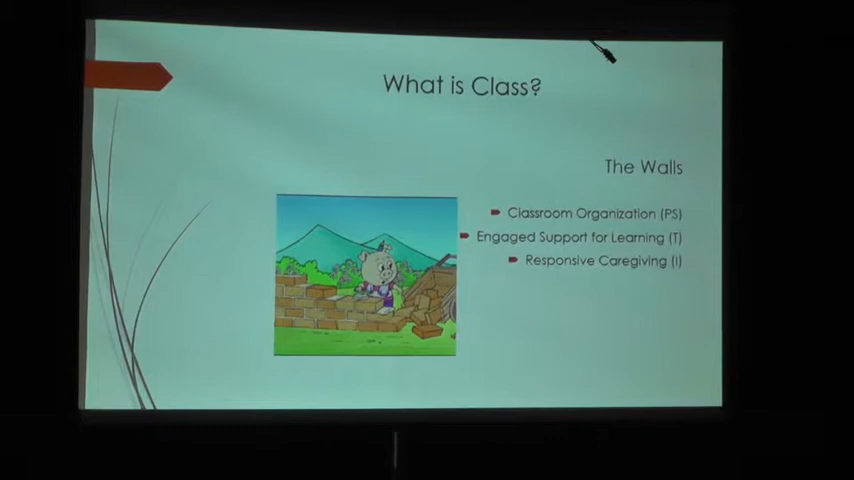 What is Class?
The Walls
Classroom Organization (PS)
Engaged Support for Learning (T)
Responsive Caregiving (I)